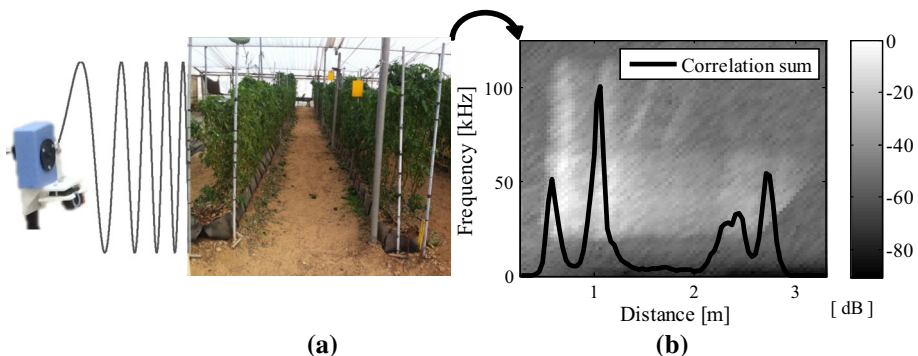 Correlation sum
100
50
0
Frequency [kHz]
1
2
3
Distance [m]
0
-20
-40
-60
-80
[ dB ]
(a)
(b)